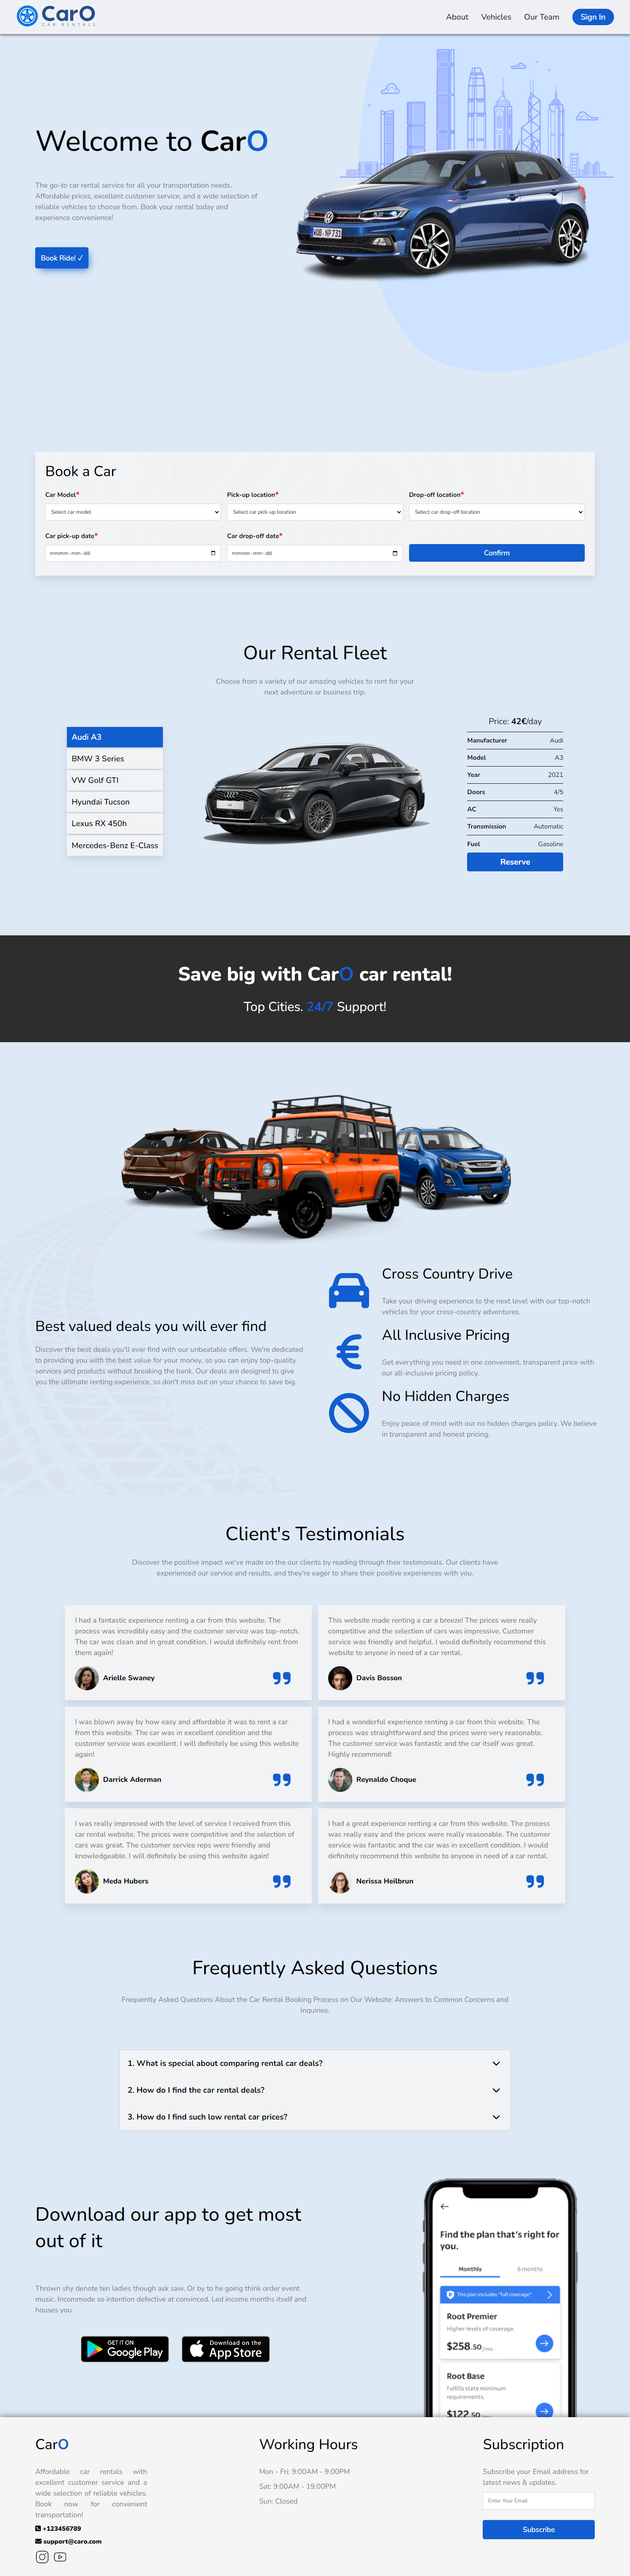 CarO
CAR RENTALS
About
Vehicles
Our Team
Sign In
Welcome to CarO
The go-to car rental service for all your transportation needs.
Affordable prices, excellent customer service, and a wide selection of
reliable vehicles to choose from. Book your rental today and
experience convenience!
Book Ride! ✓
WOB NP 731
Book a Car
Car Model*
Pick-up location*
Drop-off location*
Select car model
Select car pick-up location
Select car drop-off location
Car pick-up date*
Car drop-off date*
mmmm-mm-dd
mmmm-mm-dd
Confirm
Our Rental Fleet
Choose from a variety of our amazing vehicles to rent for your
next adventure or business trip.
Audi A3
BMW 3 Series
VW Golf GTI
Hyundai Tucson
Lexus RX 450h
Mercedes-Benz E-Class
Price: 42€/day
Manufacturer Audi
Model A3
Year 2021
Doors 4/5
AC Yes
Transmission Automatic
Fuel Gasoline
Reserve
Save big with CarO car rental!
Top Cities. 24/7 Support!
Best valued deals you will ever find
Discover the best deals you'll ever find with our unbeatable offers. We're dedicated
to providing you with the best value for your money, so you can enjoy top-quality
services and products without breaking the bank. Our deals are designed to give
you the ultimate renting experience, so don't miss out on your chance to save big.
Cross Country Drive
Take your driving experience to the next level with our top-notch
vehicles for your cross-country adventures.
All Inclusive Pricing
Get everything you need in one convenient, transparent price with
our all-inclusive pricing policy.
No Hidden Charges
Enjoy peace of mind with our no hidden charges policy. We believe
in transparent and honest pricing.
Client's Testimonials
Discover the positive impact we've made on our clients by reading through their testimonials. Our clients have
experienced our service and results, and they're eager to share their positive experiences with you.
I had a fantastic experience renting a car from this website. The
process was incredibly easy and the customer service was top-notch.
The car was clean and in great condition. I would definitely rent from
them again!
Arielle Swaney
This website made renting a car a breeze! The prices were really
competitive and the selection of cars was impressive. Customer
service was friendly and helpful. I would definitely recommend this
website to anyone in need of a car rental.
Davis Bosson
I was blown away by how easy and affordable it was to rent a car
from this website. The car was in excellent condition and the
customer service was excellent. I will definitely be using this website
again!
Darrick Aderman
I had a wonderful experience renting a car from this website. The
process was straightforward and the prices were very reasonable.
The customer service was fantastic and the car itself was great.
Highly recommend!
Reynaldo Choque
I was really impressed with the level of service I received from this
car rental website. The prices were competitive and the selection of
cars was great. The customer service reps were friendly and
knowledgeable. I will definitely be using this website again!
Meda Hubers
I had a great experience renting a car from this website. The process
was really easy and the prices were really reasonable. The customer
service was fantastic and the car was in excellent condition. I would
definitely recommend this website to anyone in need of a car rental.
Nerissa Heilbrun
Frequently Asked Questions
Frequently Asked Questions About the Car Rental Booking Process on Our Website: Answers to Common Concerns and
Inquiries.
1. What is special about comparing rental car deals?
2. How do I find the car rental deals?
3. How do I find such low rental car prices?
Download our app to get most
out of it
Thrown shy denote ten ladies though ask saw. Or by to he going think order event
music. Incommode so intention defective at convinced. Led income months itself and
houses you.
GET IT ON
Google Play
Download on the
App Store
Find the plan that's right for
you.
Monthly
6 months
This plan includes "full coverage"
Root Premier
Higher levels of coverage.
$258.50/mo
Root Base
Fulfills state minimum
requirements.
$122.50/mo
CarO
Affordable car rentals with
excellent customer service and a
wide selection of reliable vehicles.
Book now for convenient
transportation!
+123456789
support@caro.com
Working Hours
Mon - Fri: 9:00AM - 9:00PM
Sat: 9:00AM - 19:00PM
Sun: Closed
Subscription
Subscribe your Email address for
latest news & updates.
Enter Your Email
Subscribe